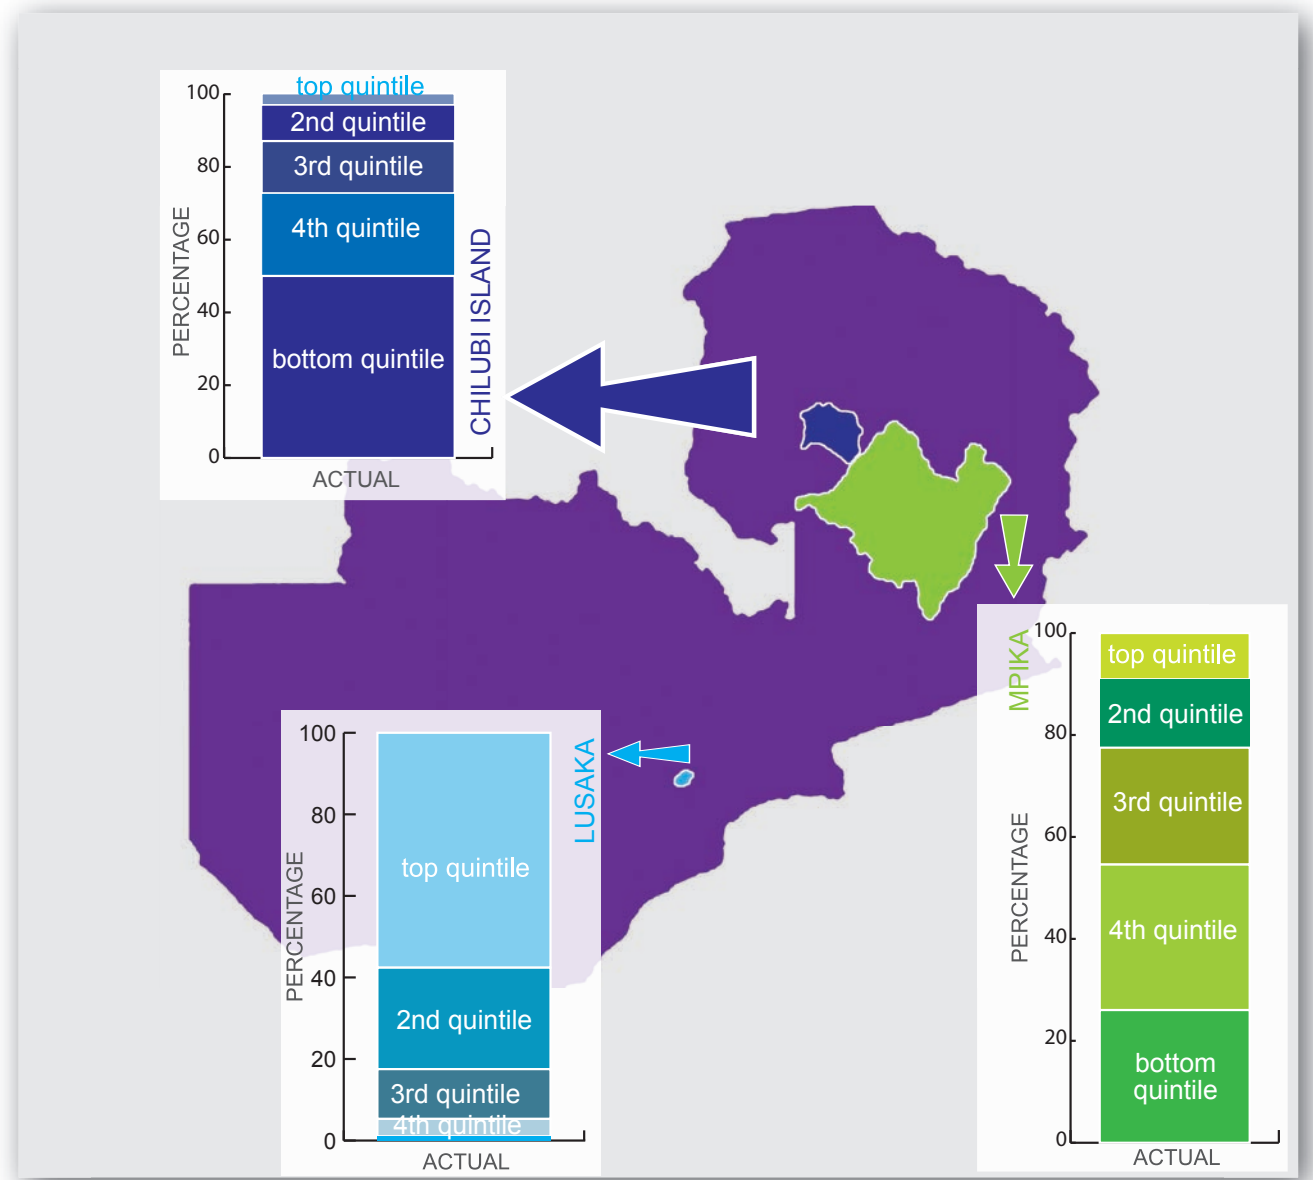 top quintile
100
2nd quintile
3rd quintile
80
4th quintile
60
40
bottom quintile
20
0
PERCENTAGE
CHILUBI ISLAND
ACTUAL
MPIKA
100
top quintile
2nd quintile
80
3rd quintile
60
4th quintile
40
20
bottom
quintile
0
PERCENTAGE
ACTUAL
100
LUSAKA
80
top quintile
60
40
2nd quintile
20
3rd quintile
4th quintile
0
PERCENTAGE
ACTUAL